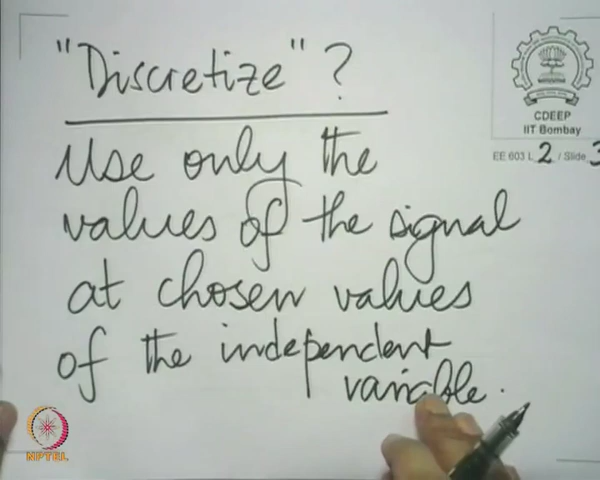 "Discretize" ?
Use only the
values of the signal
at chosen values
of the independent
variable.
CDEEP
IIT Bombay
EE 603 L 2 / Slide 3
NPTEL